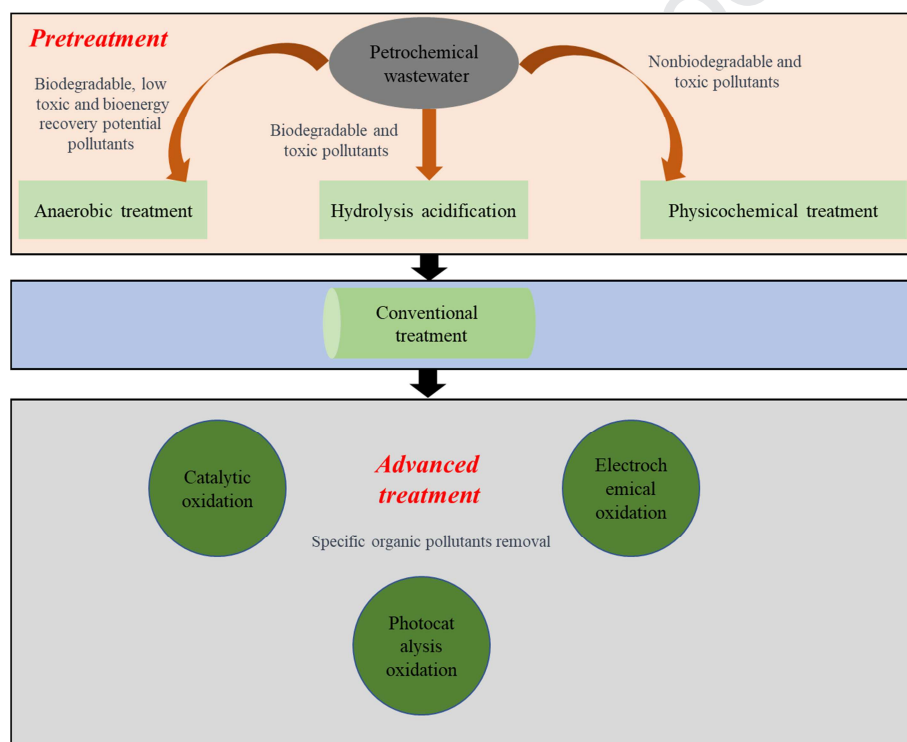 Pretreatment
Petrochemical
wastewater
Biodegradable, low
toxic and bioenergy
recovery potential
pollutants
Biodegradable and
toxic pollutants
Nonbiodegradable and
toxic pollutants
Anaerobic treatment
Hydrolysis acidification
Physicochemical treatment
Conventional
treatment
Catalytic
oxidation
Advanced
treatment
Specific organic pollutants removal
Electroch
emical
oxidation
Photocat
alysis
oxidation